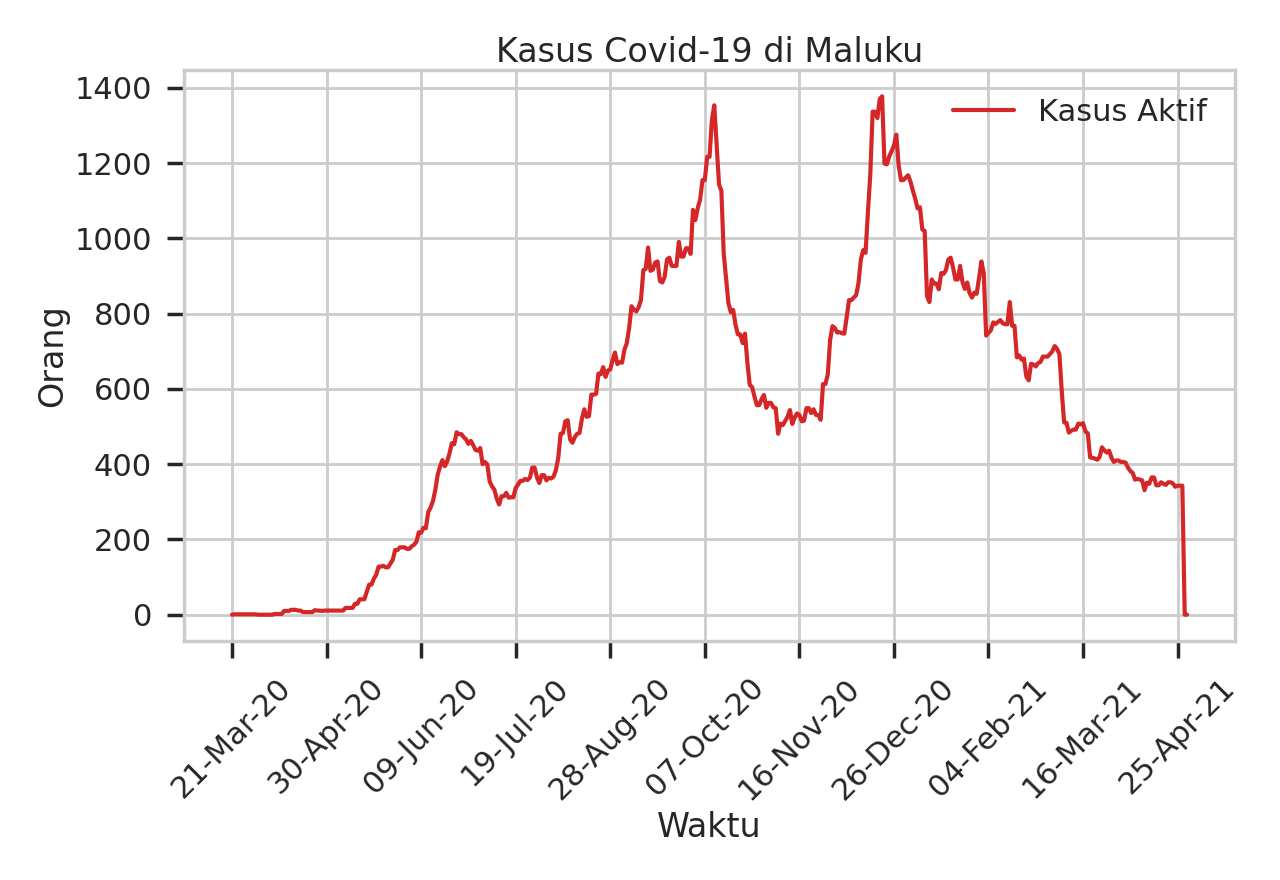 Kasus Covid-19 di Maluku
Kasus Aktif
1400
1200
1000
800
600
400
200
0
Orang
21-Mar-20
30-Apr-20
09-Jun-20
19-Jul-20
28-Aug-20
07-Oct-20
16-Nov-20
26-Dec-20
04-Feb-21
16-Mar-21
25-Apr-21
Waktu